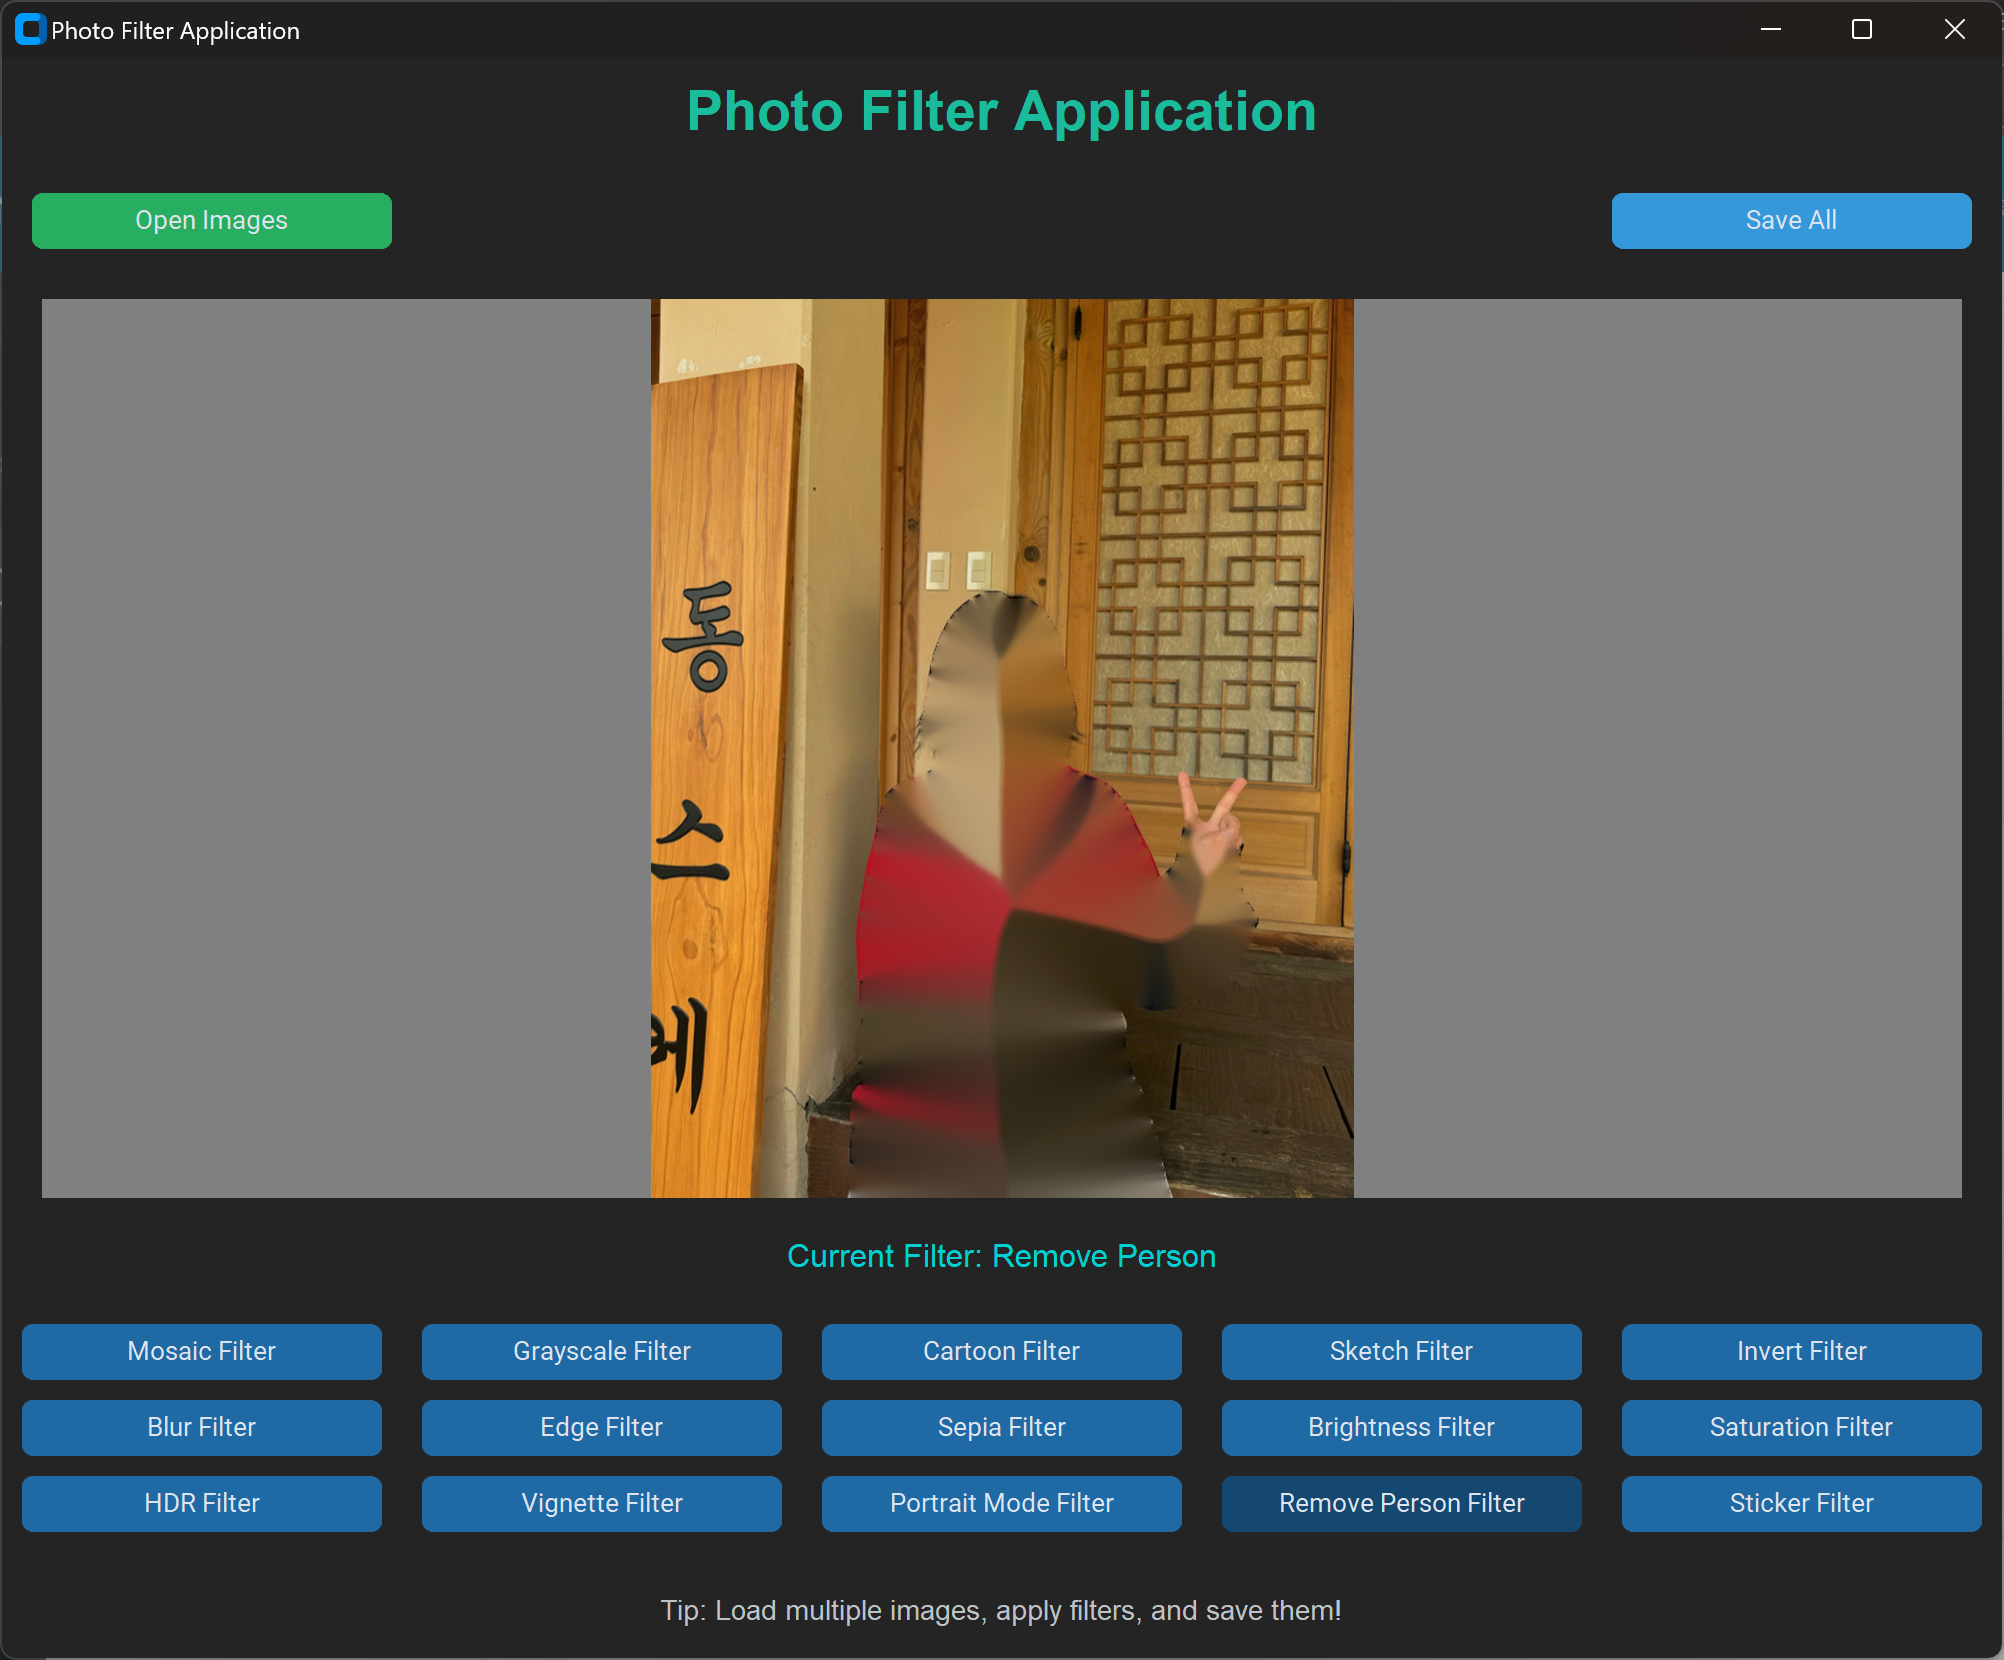 Photo Filter Application
Photo Filter Application
Open Images
Save All
동
스
테
Current Filter: Remove Person
Mosaic Filter
Grayscale Filter
Cartoon Filter
Sketch Filter
Invert Filter
Blur Filter
Edge Filter
Sepia Filter
Brightness Filter
Saturation Filter
HDR Filter
Vignette Filter
Portrait Mode Filter
Remove Person Filter
Sticker Filter
Tip: Load multiple images, apply filters, and save them!